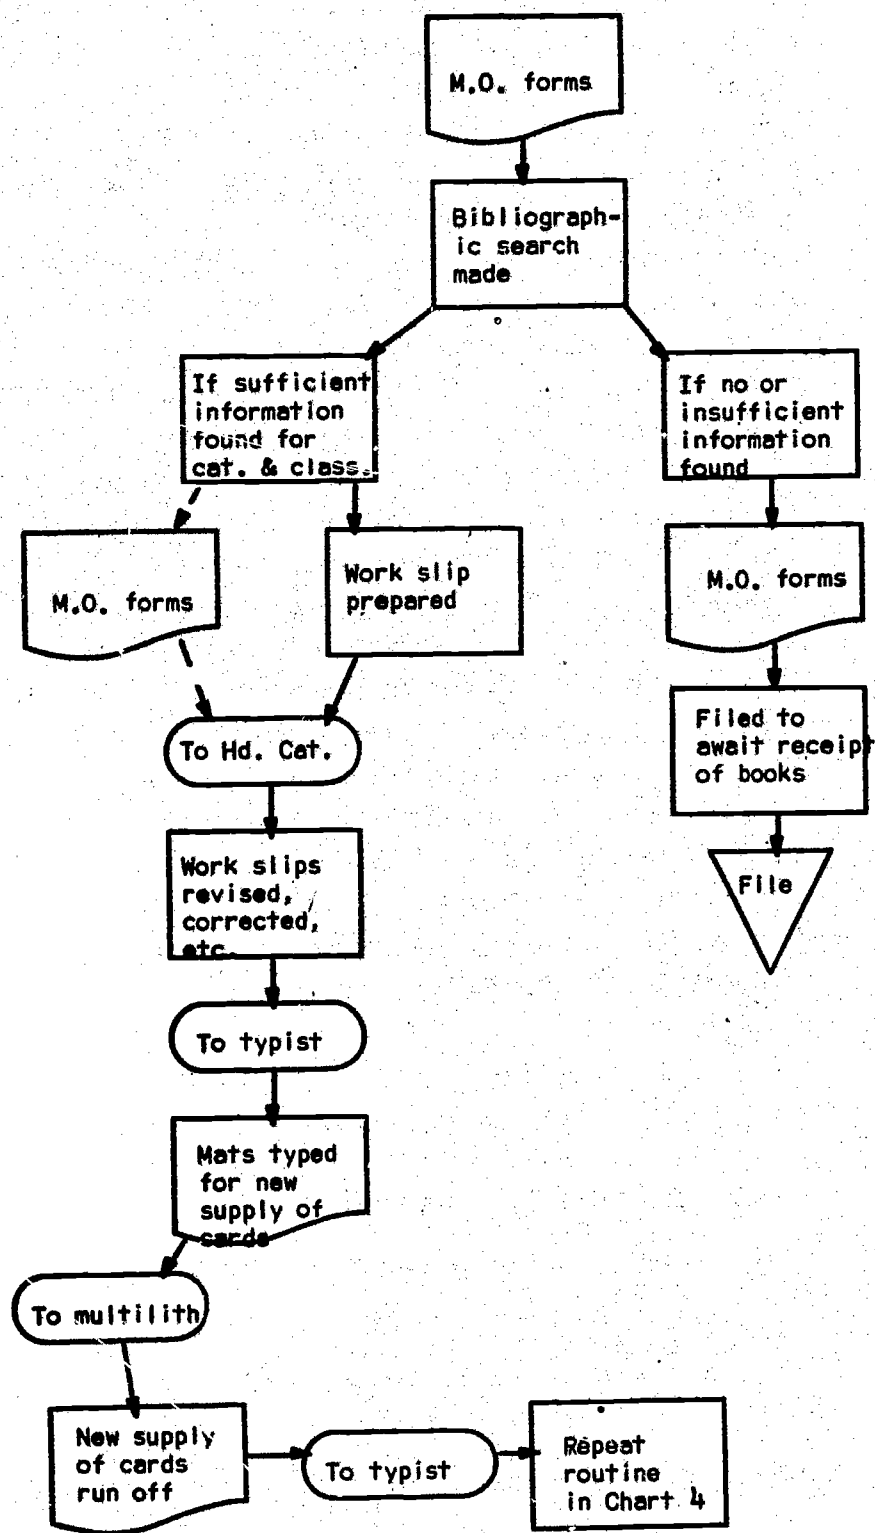 M.O. forms
Bibliograph-
ic search
made
If sufficient
information
found for
cat. & class.
If no or
insufficient
information
found
M.O. forms
Work slip
prepared
M.O. forms
To Hd. Cat.
Filed to
await receipt
of books
Work slips
revised,
corrected,
etc.
File
To typist
Mats typed
for new
supply of
cards
To multilith
New supply
of cards
run off
To typist
Repeat
routine
in Chart 4